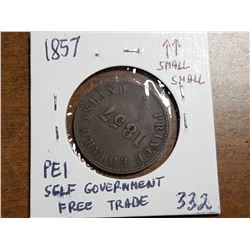 1857
↑↑
SMALL
SMALL
PRINCE EDWARD ISLAND
1857
PEI
SELF GOVERNMENT
FREE TRADE
332